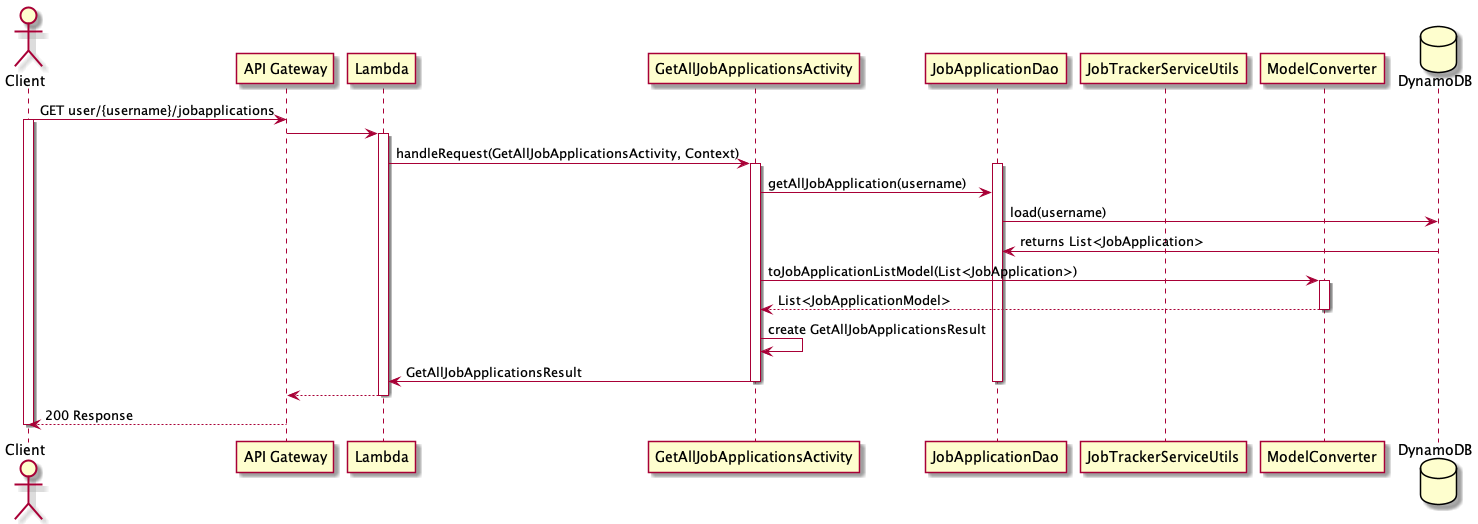 Client
API Gateway
Lambda
GetAllJobApplicationsActivity
JobApplicationDao
JobTrackerServiceUtils
ModelConverter
DynamoDB
GET user/{username}/jobapplications
handleRequest(GetAllJobApplicationsActivity, Context)
getAllJobApplication(username)
load(username)
returns List<JobApplication>
toJobApplicationListModel(List<JobApplication>)
List<JobApplicationModel>
create GetAllJobApplicationsResult
GetAllJobApplicationsResult
200 Response
Client
API Gateway
Lambda
GetAllJobApplicationsActivity
JobApplicationDao
JobTrackerServiceUtils
ModelConverter
DynamoDB